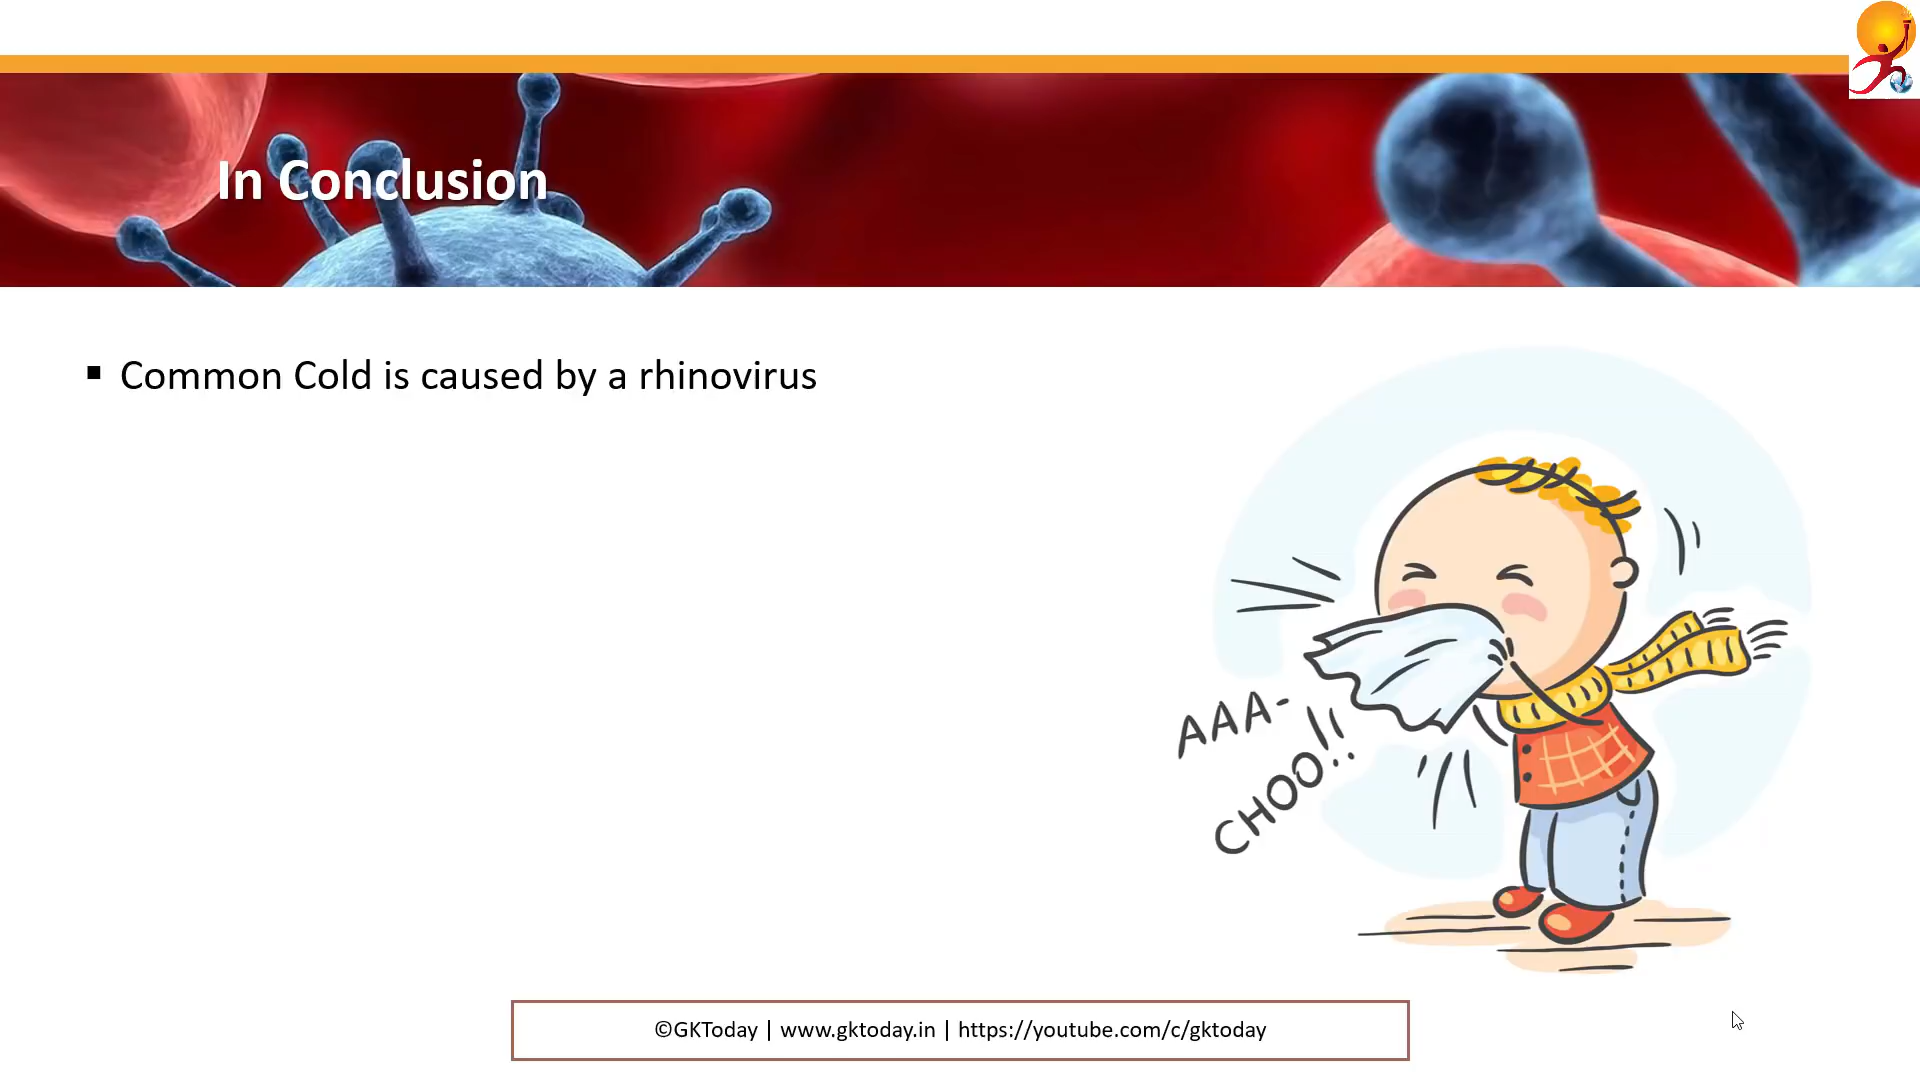 In Conclusion
▪ Common Cold is caused by a rhinovirus
AAA-
CHOO!!
©GKToday | www.gktoday.in | https://youtube.com/c/gktoday